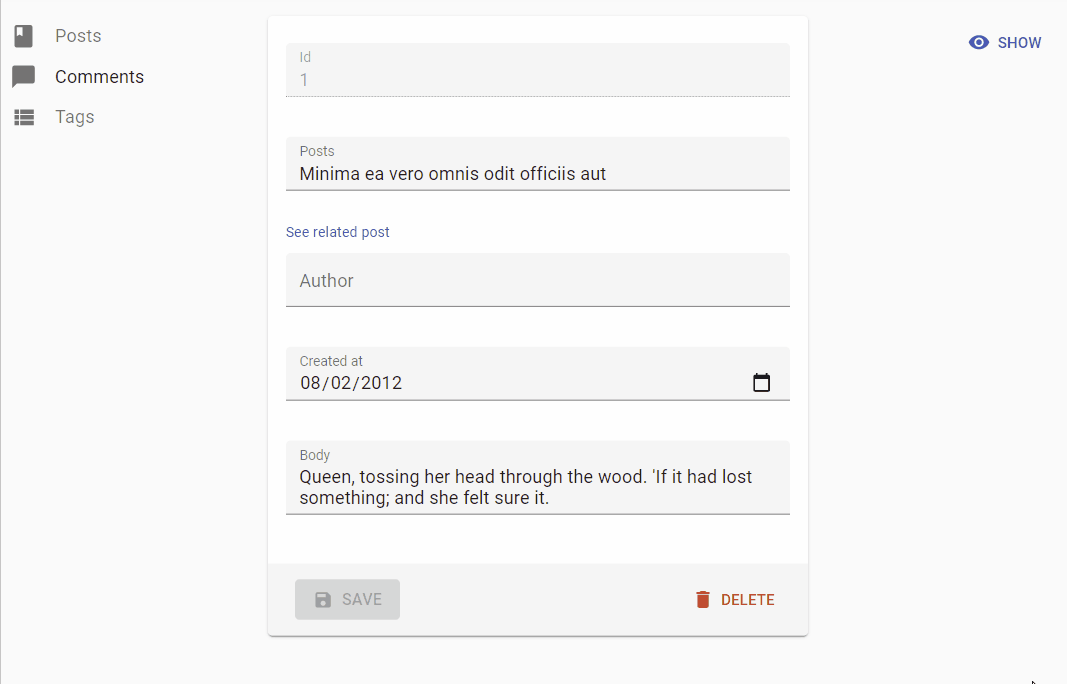 Posts
Comments
Tags
SHOW
Id
1
Posts
Minima ea vero omnis odit officiis aut
See related post
Author
Created at
08/02/2012
Body
Queen, tossing her head through the wood. 'If it had lost
something; and she felt sure it.
SAVE
DELETE